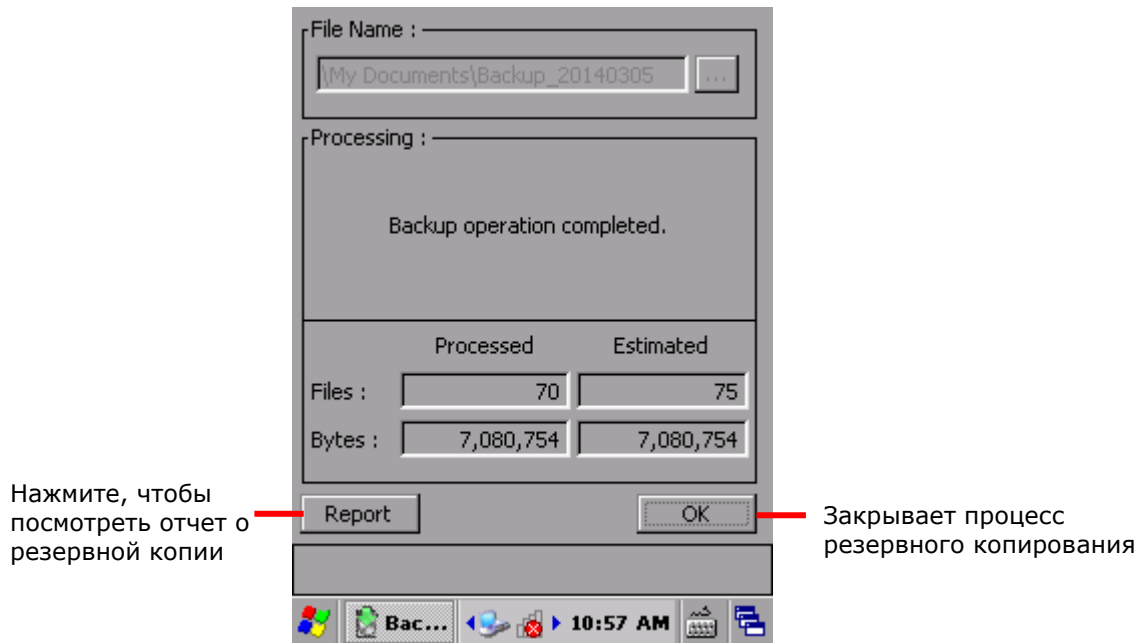 File Name :
\My Documents\Backup_20140305
...
Processing :
Backup operation completed.
Processed Estimated
Files : 70 75
Bytes : 7,080,754 7,080,754
Нажмите, чтобы
посмотреть отчет о
резервной копии
Report
OK
Закрывает процесс
резервного копирования
Bac...
10:57 AM